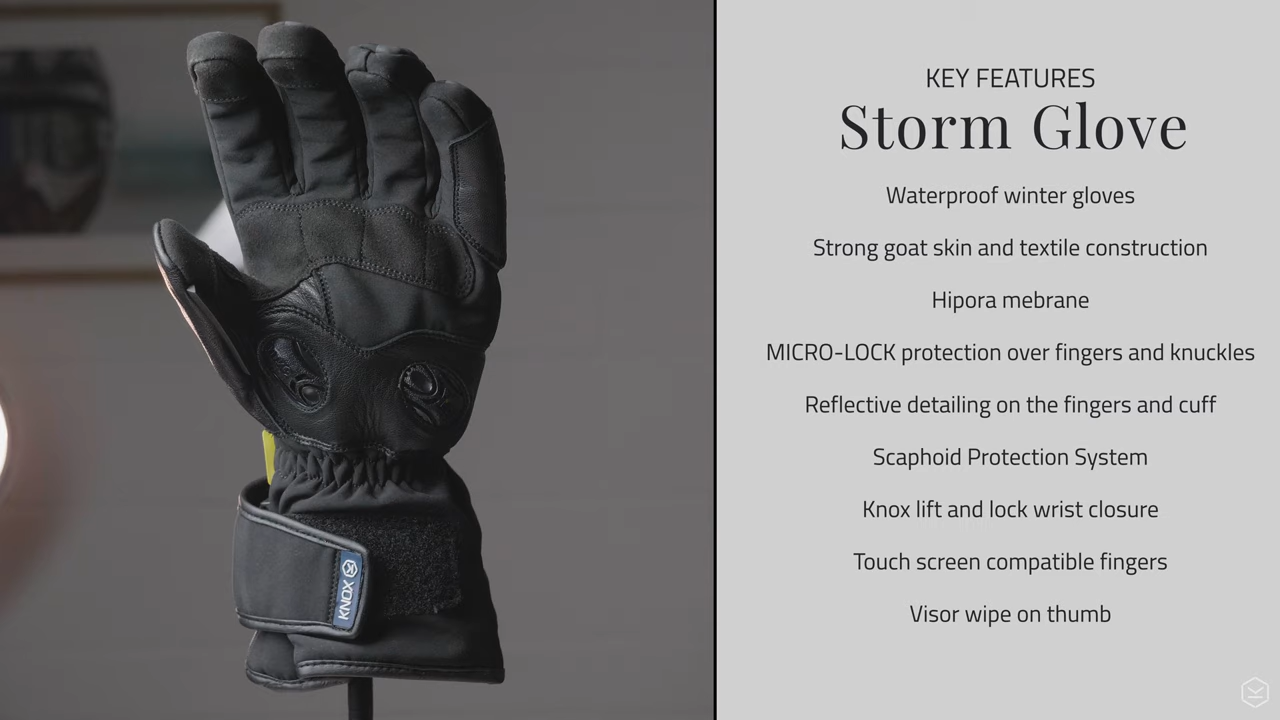 KEY FEATURES
Storm Glove
Waterproof winter gloves
Strong goat skin and textile construction
Hipora mebrane
MICRO-LOCK protection over fingers and knuckles
Reflective detailing on the fingers and cuff
Scaphoid Protection System
Knox lift and lock wrist closure
Touch screen compatible fingers
Visor wipe on thumb
KNOX